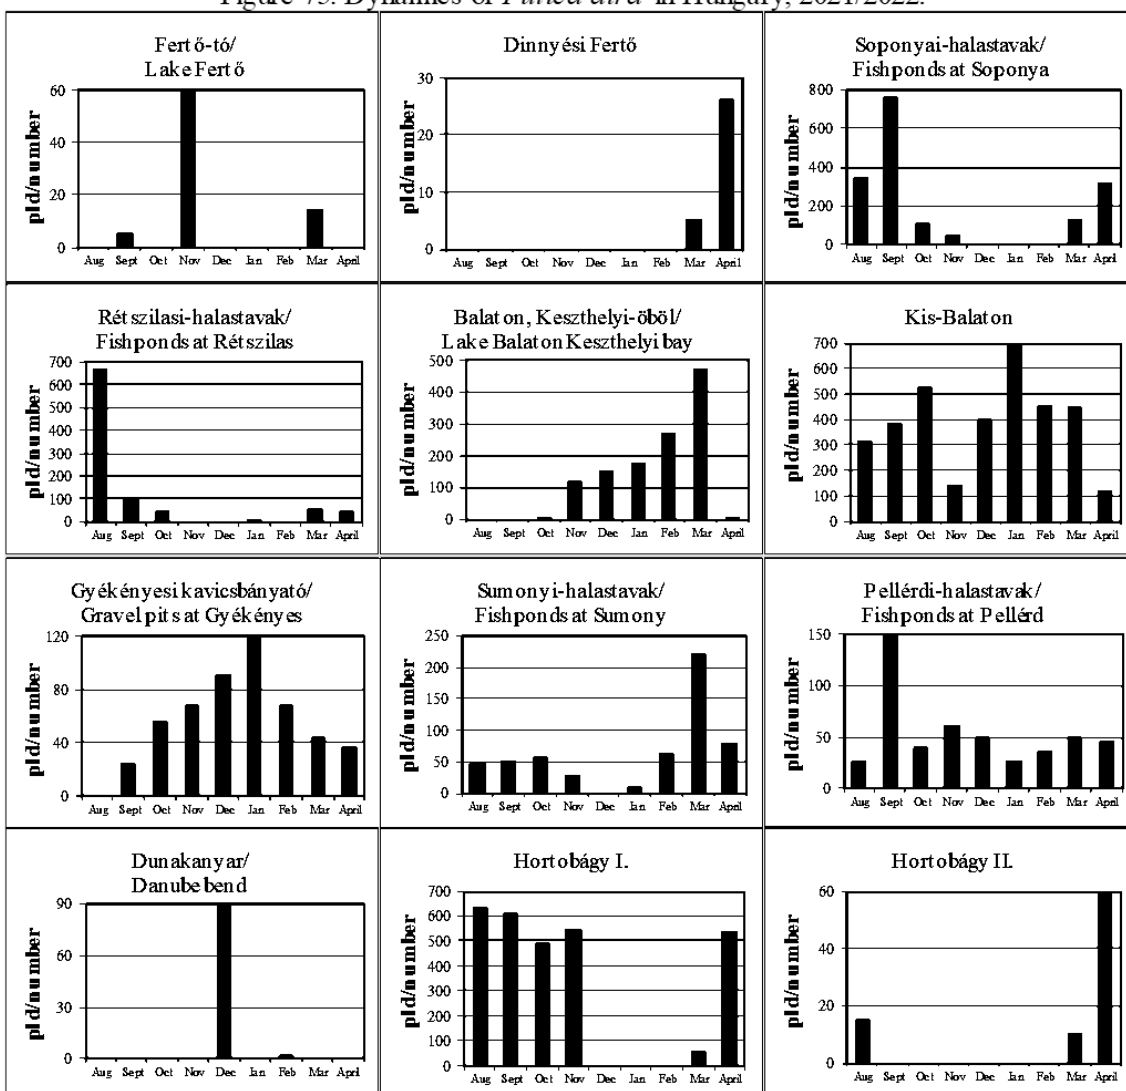 Dynamics of Fulica atra in Hungary, 2021/2022.
Fertő-tó/
Lake Fertő
pld/number
60
40
20
0
Aug Sept Oct Nov Dec Jan Feb Mar April
Dinnyési Fertő
pld/number
30
20
10
0
Aug Sept Oct Nov Dec Jan Feb Mar April
Soponyai-halastavak/
Fishponds at Soponya
pld/number
800
600
400
200
0
Aug Sept Oct Nov Dec Jan Feb Mar April
Rétszilasi-halastavak/
Fishponds at Rétszilas
pld/number
700
600
500
400
300
200
100
0
Aug Sept Oct Nov Dec Jan Feb Mar April
Balaton, Keszthelyi-öböl/
Lake Balaton Keszthelyi bay
pld/number
500
400
300
200
100
0
Aug Sept Oct Nov Dec Jan Feb Mar April
Kis-Balaton
pld/number
700
600
500
400
300
200
100
0
Aug Sept Oct Nov Dec Jan Feb Mar April
Gyékényesi kavicsbányató/
Gravel pits at Gyékényes
pld/number
120
80
40
0
Aug Sept Oct Nov Dec Jan Feb Mar April
Sumonyi-halastavak/
Fishponds at Sumony
pld/number
250
200
150
100
50
0
Aug Sept Oct Nov Dec Jan Feb Mar April
Pellérdi-halastavak/
Fishponds at Pellérd
pld/number
150
100
50
0
Aug Sept Oct Nov Dec Jan Feb Mar April
Dunakanyar/
Danubebend
pld/number
90
60
30
0
Aug Sept Oct Nov Dec Jan Feb Mar April
Hortobágy I.
pld/number
700
600
500
400
300
200
100
0
Aug Sept Oct Nov Dec Jan Feb Mar April
Hortobágy II.
pld/number
60
40
20
0
Aug Sept Oct Nov Dec Jan Feb Mar April